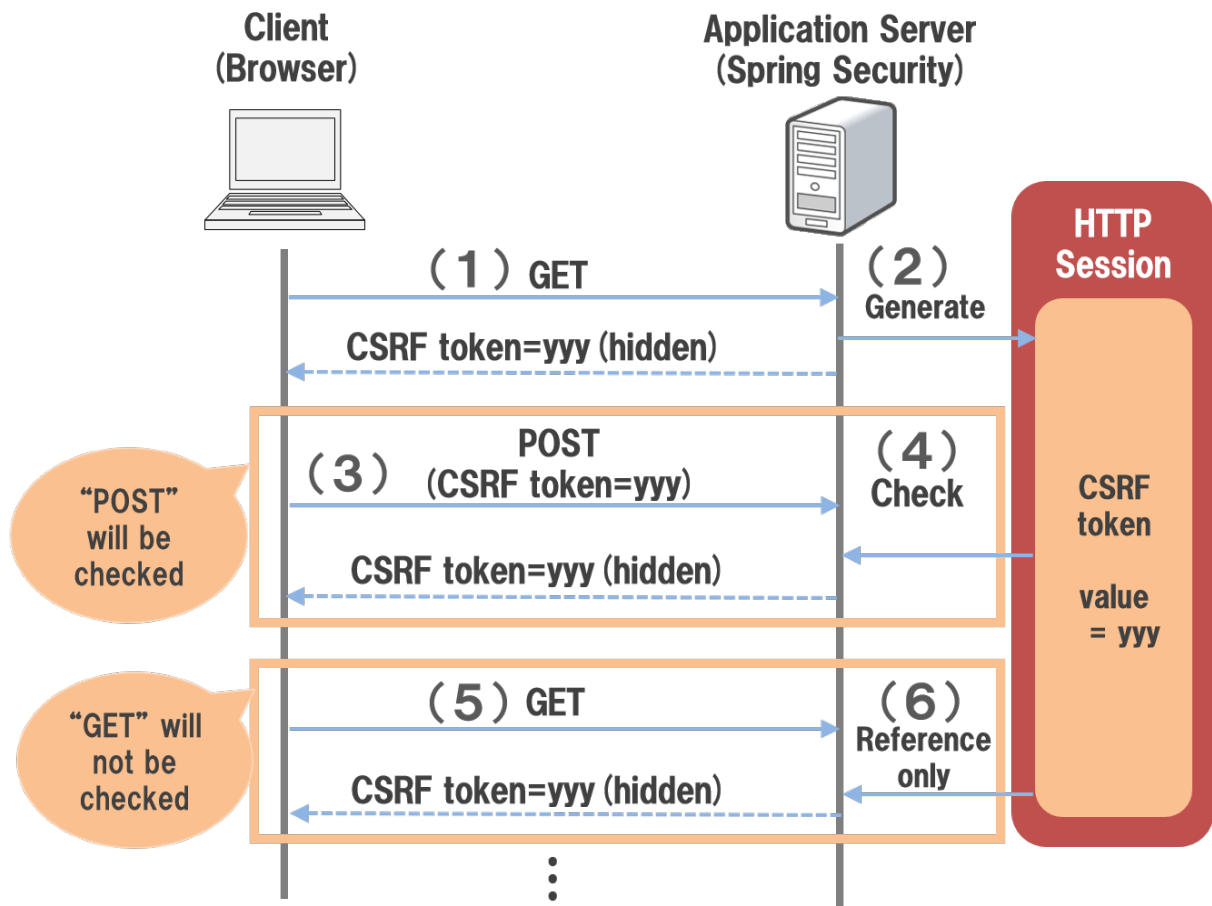 Client
(Browser)
Application Server
(Spring Security)
HTTP
Session
(1) GET
(2)
Generate
CSRF token=yyy (hidden)
“POST”
will be
checked
(3)
POST
(CSRF token=yyy)
(4)
Check
CSRF token=yyy (hidden)
CSRF
token
value
= yyy
“GET” will
not be
checked
(5) GET
(6)
Reference
only
CSRF token=yyy (hidden)